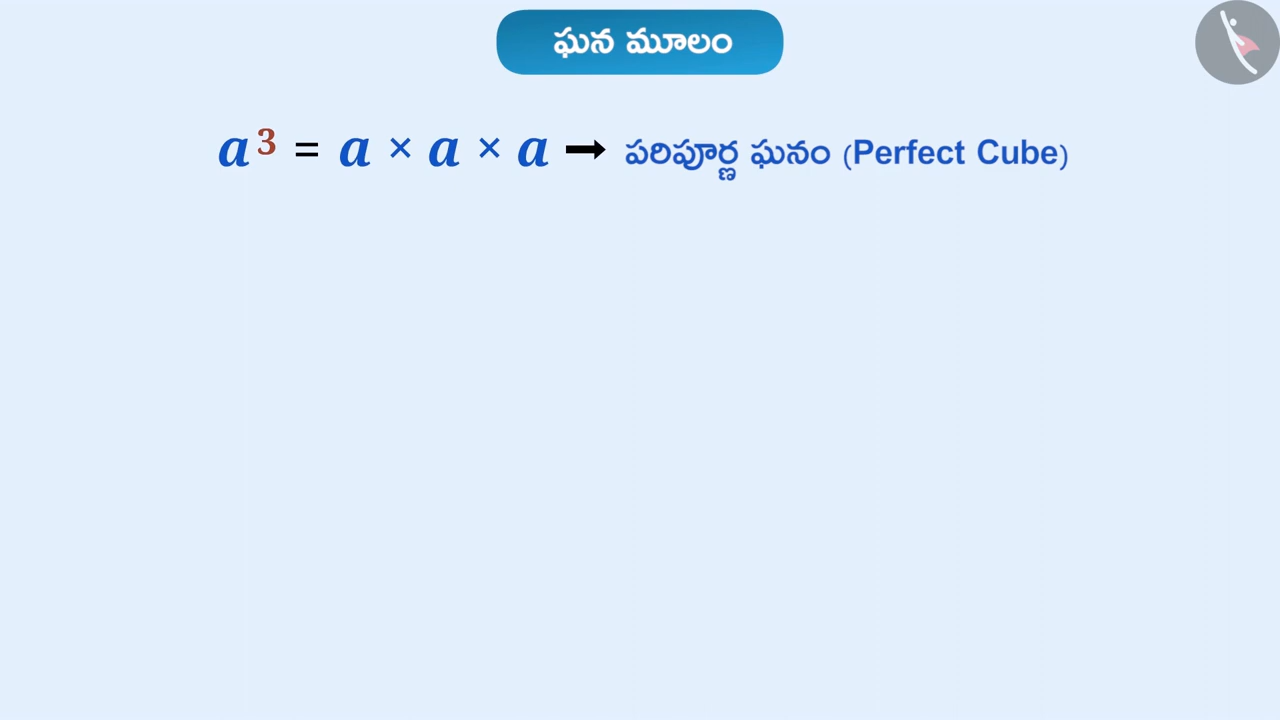 ఘన మూలం
a³ = a × a × a ➡ పరిపూర్ణ ఘనం (Perfect Cube)